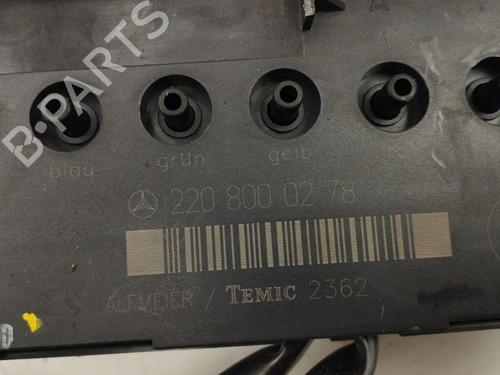 B-PARTS
blau grün gelb
220 800 02 78
ALFMEIER / TEMIC 2362